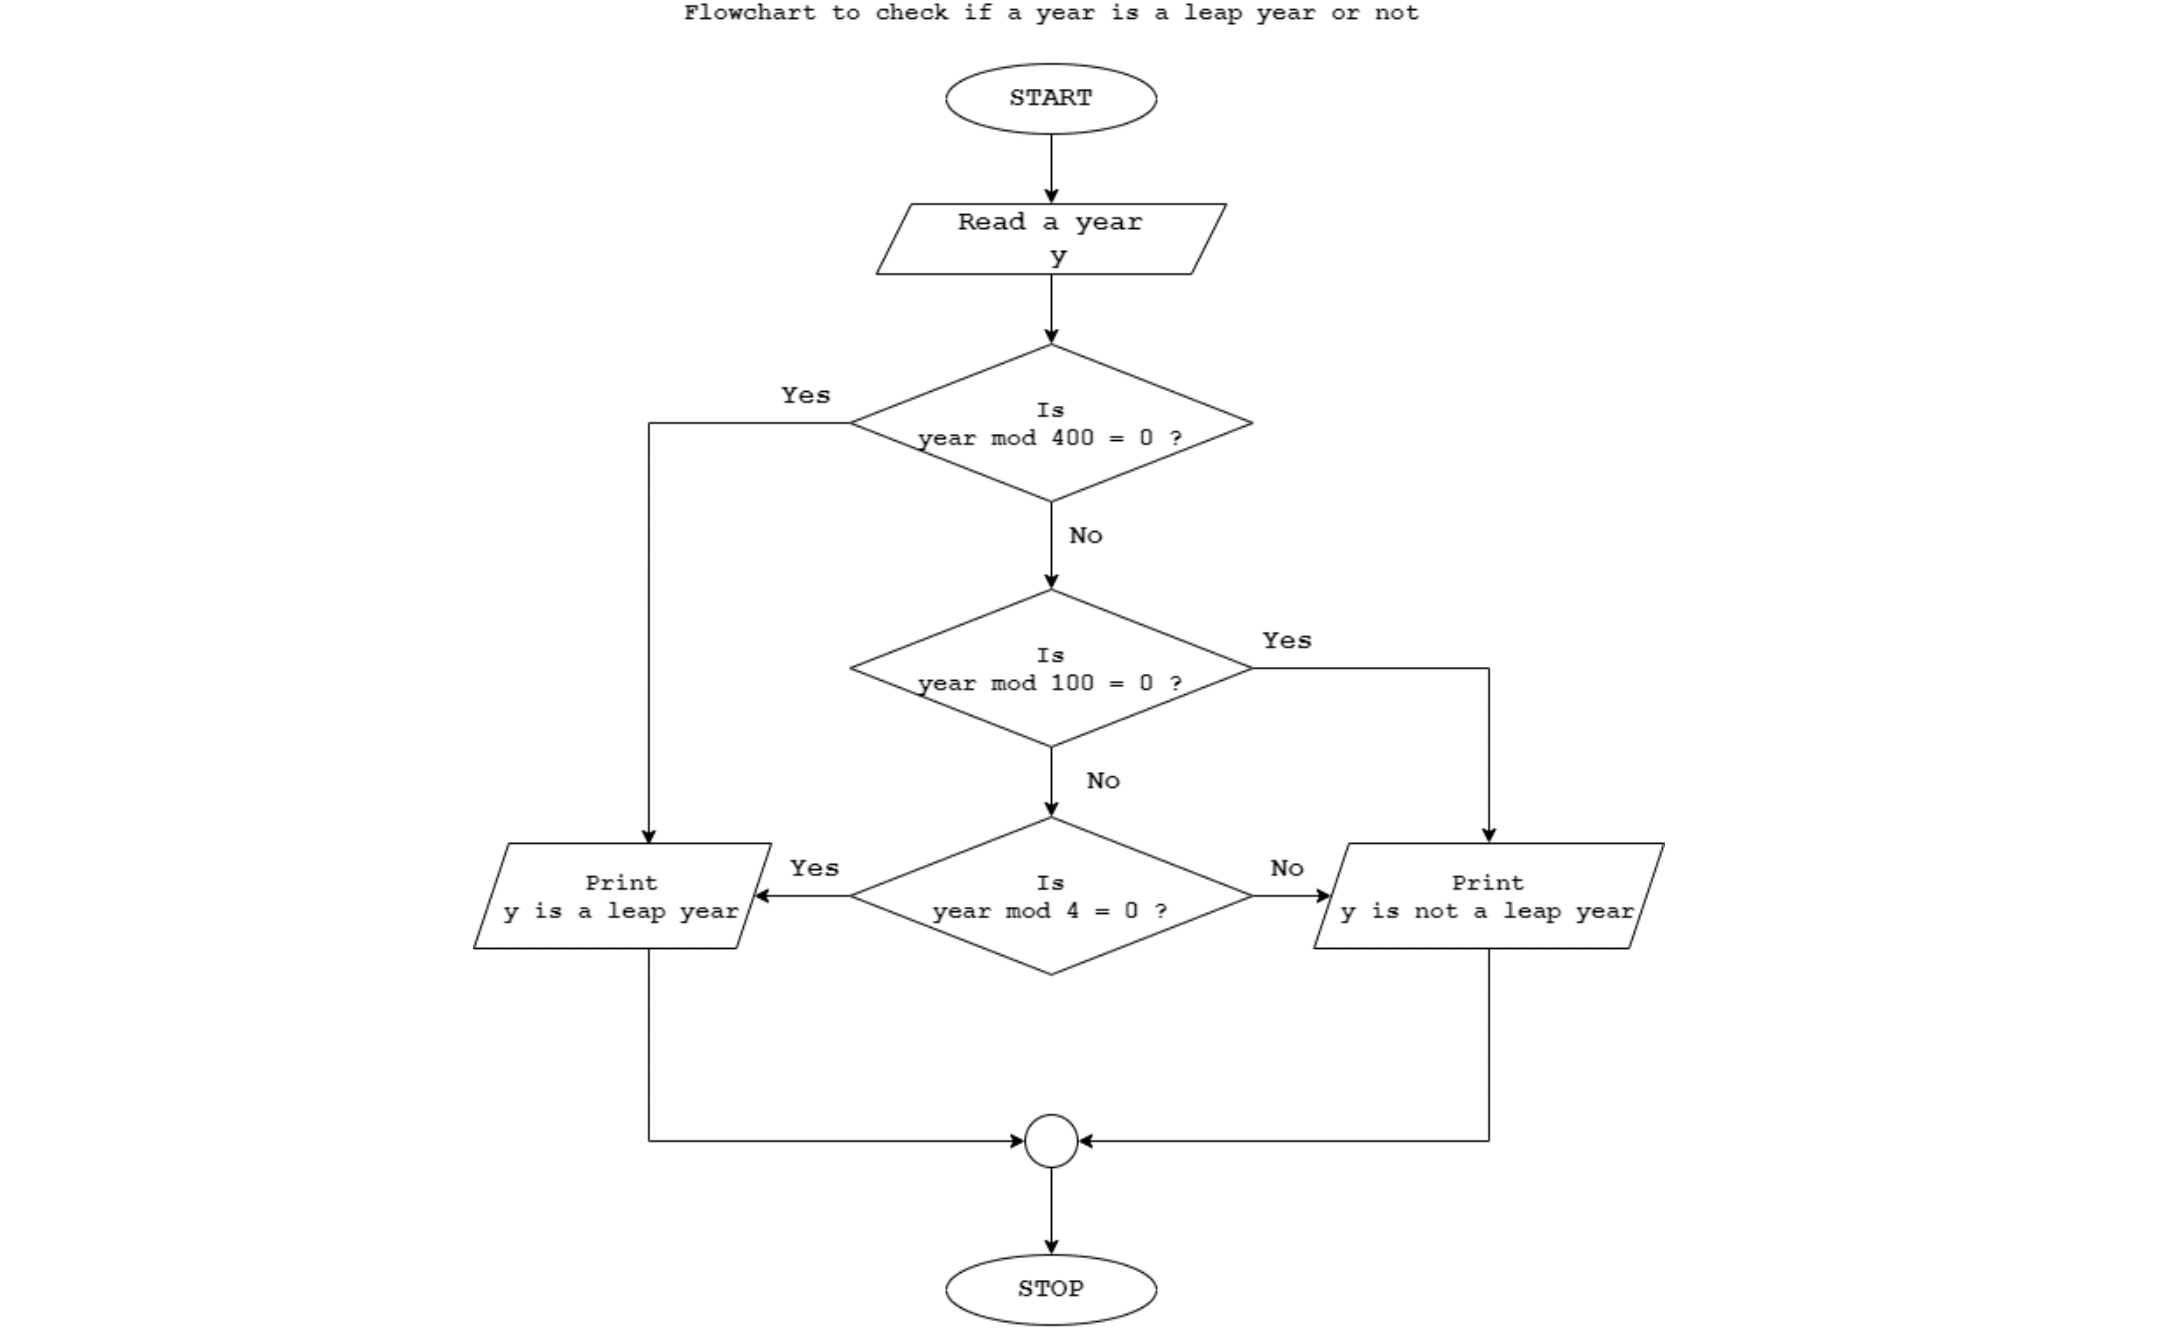 Flowchart to check if a year is a leap year or not
START
Read a year
y
Yes
Is
year mod 400 = 0 ?
No
Yes
Is
year mod 100 = 0 ?
No
Print
y is a leap year
Yes
Is
year mod 4 = 0 ?
No
Print
y is not a leap year
STOP